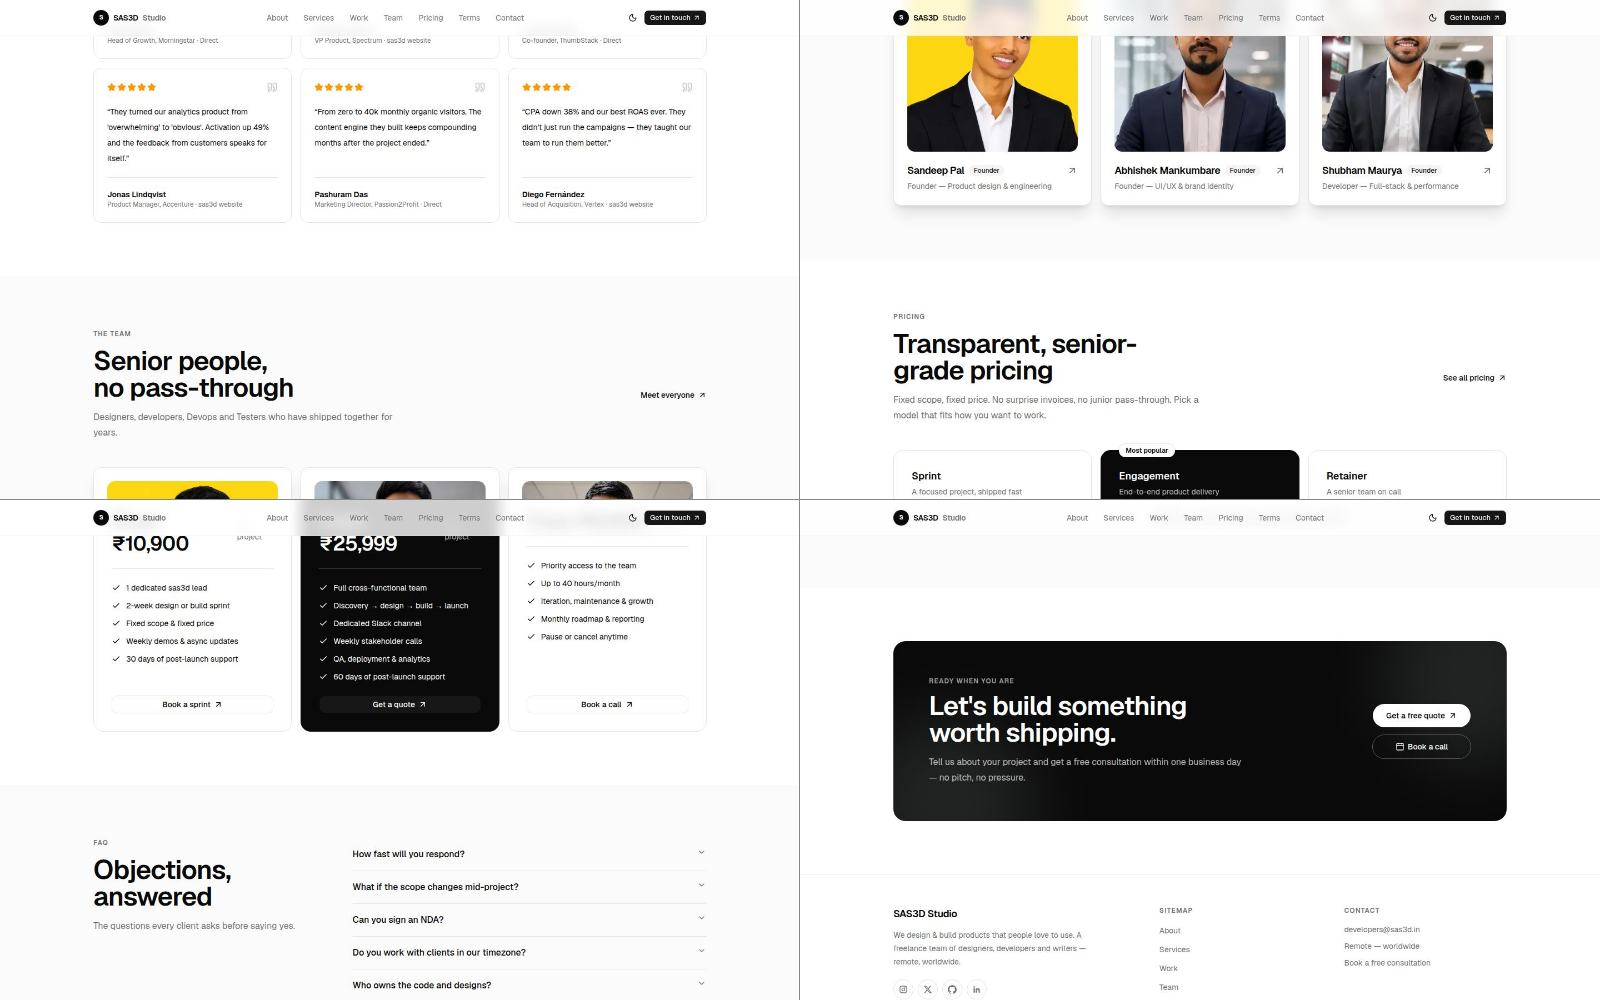 S SAS3D Studio About Services Work Team Pricing Terms Contact Get in touch
Head of Growth, Morningstar · Direct
VP Product, Spectrum · sas3d website
Co-founder, ThumbStack · Direct
“They turned our analytics product from
‘overwhelming’ to ‘obvious’. Activation up 49%
and the feedback from customers speaks for
itself.”
Jonas Lindqvist
Product Manager, Accenture · sas3d website
“From zero to 40k monthly organic visitors. The
content engine they built keeps compounding
months after the project ended.”
Pashuram Das
Marketing Director, Passion2Profit · Direct
“CPA down 38% and our best ROAS ever. They
didn't just run the campaigns — they taught our
team to run them better.”
Diego Fernández
Head of Acquisition, Vertex · sas3d website
THE TEAM
Senior people,
no pass-through
Designers, developers, Devops and Testers who have shipped together for
years.
Meet everyone
S SAS3D Studio About Services Work Team Pricing Terms Contact Get in touch
Sandeep Pal Founder
Founder — Product design & engineering
Abhishek Mankumbare Founder
Founder — UI/UX & brand identity
Shubham Maurya Founder
Developer — Full-stack & performance
PRICING
Transparent, senior-
grade pricing
Fixed scope, fixed price. No surprise invoices, no junior pass-through. Pick a
model that fits how you want to work.
See all pricing
Sprint
A focused project, shipped fast
Most popular
Engagement
End-to-end product delivery
Retainer
A senior team on call
S SAS3D Studio About Services Work Team Pricing Terms Contact Get in touch
₹10,900 project
1 dedicated sas3d lead
2-week design or build sprint
Fixed scope & fixed price
Weekly demos & async updates
30 days of post-launch support
Book a sprint
₹25,999 project
Full cross-functional team
Discovery → design → build → launch
Dedicated Slack channel
Weekly stakeholder calls
QA, deployment & analytics
60 days of post-launch support
Get a quote
Priority access to the team
Up to 40 hours/month
Iteration, maintenance & growth
Monthly roadmap & reporting
Pause or cancel anytime
Book a call
FAQ
Objections,
answered
The questions every client asks before saying yes.
How fast will you respond?
What if the scope changes mid-project?
Can you sign an NDA?
Do you work with clients in our timezone?
Who owns the code and designs?
S SAS3D Studio About Services Work Team Pricing Terms Contact Get in touch
READY WHEN YOU ARE
Let's build something
worth shipping.
Tell us about your project and get a free consultation within one business day
— no pitch, no pressure.
Get a free quote
Book a call
SAS3D Studio
We design & build products that people love to use. A
freelance team of designers, developers and writers —
remote, worldwide.
SITEMAP
About
Services
Work
Team
CONTACT
developers@sas3d.in
Remote — worldwide
Book a free consultation